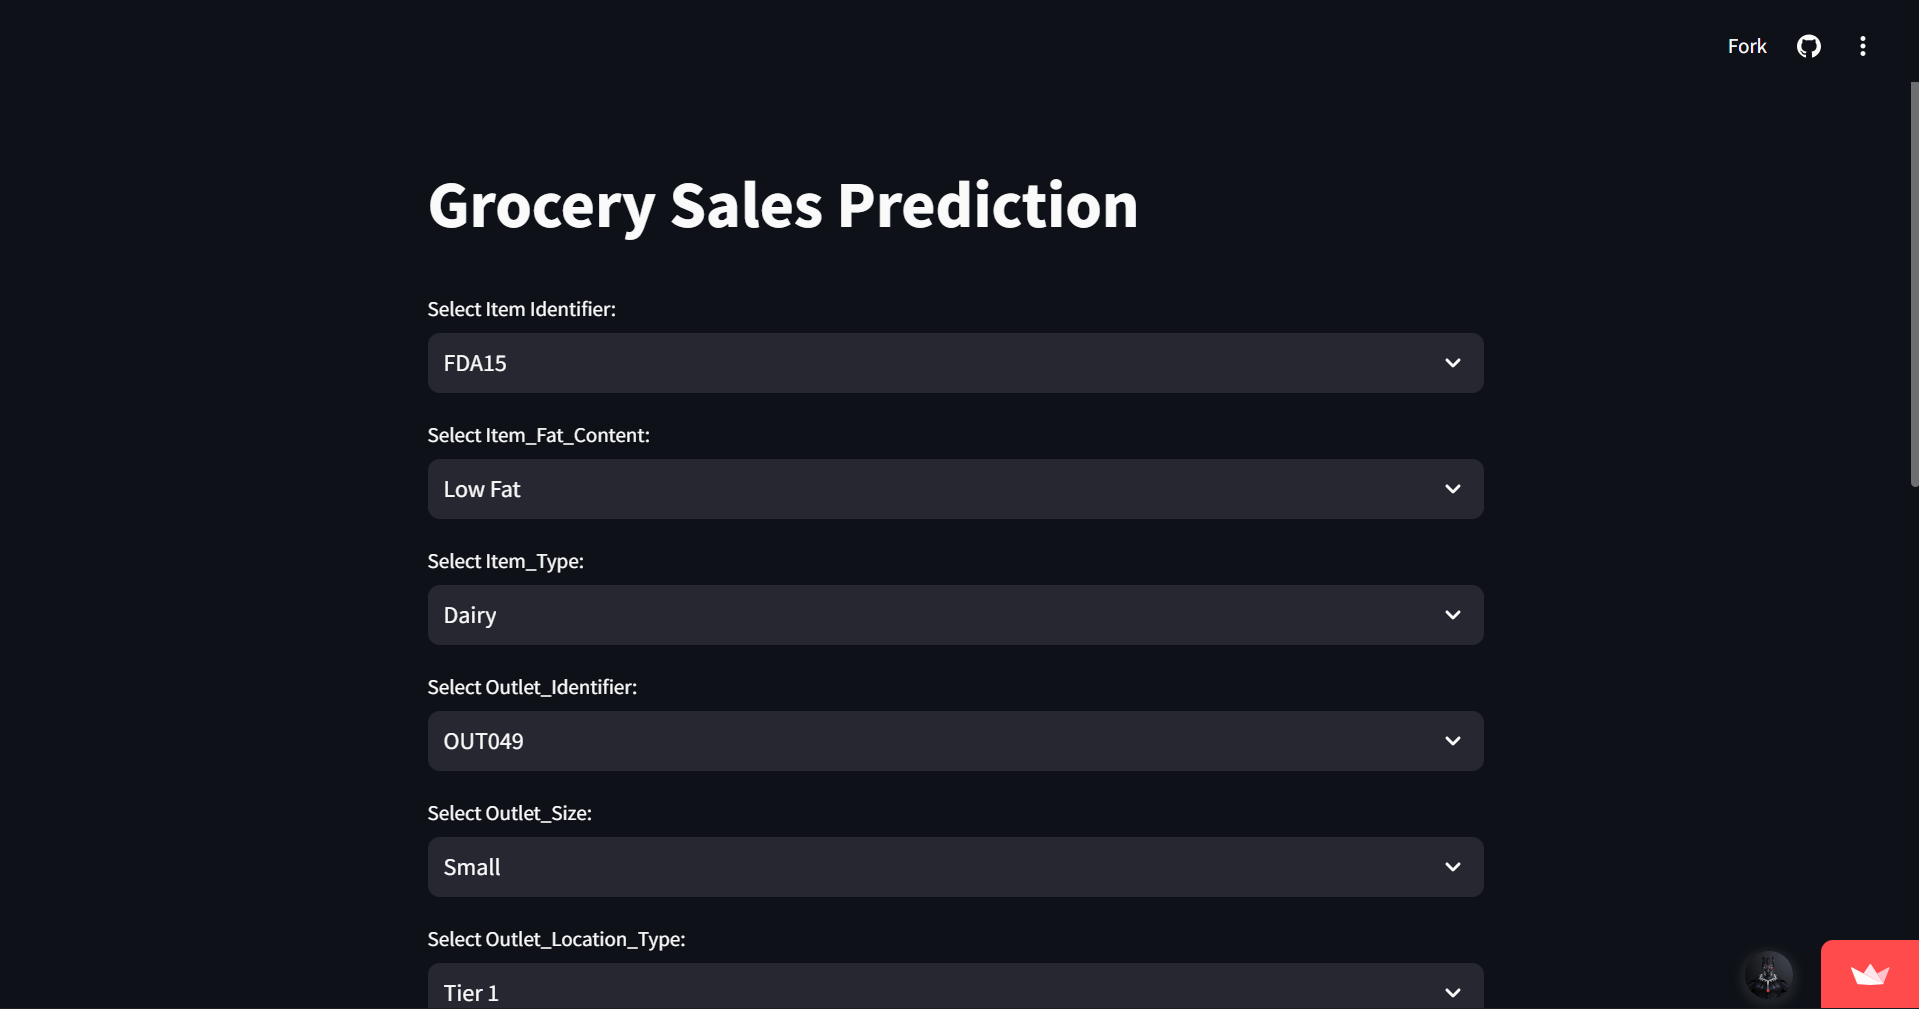 Fork
Grocery Sales Prediction
Select Item Identifier:
FDA15
Select Item_Fat_Content:
Low Fat
Select Item_Type:
Dairy
Select Outlet_Identifier:
OUT049
Select Outlet_Size:
Small
Select Outlet_Location_Type:
Tier 1